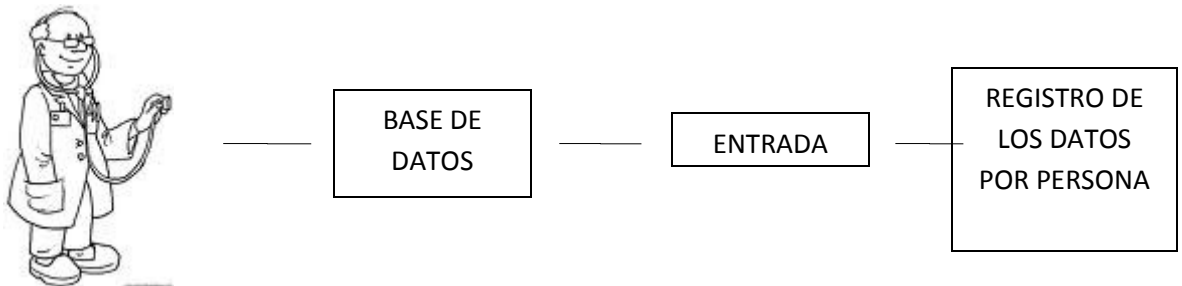 BASE DE
DATOS
ENTRADA
REGISTRO DE
LOS DATOS
POR PERSONA